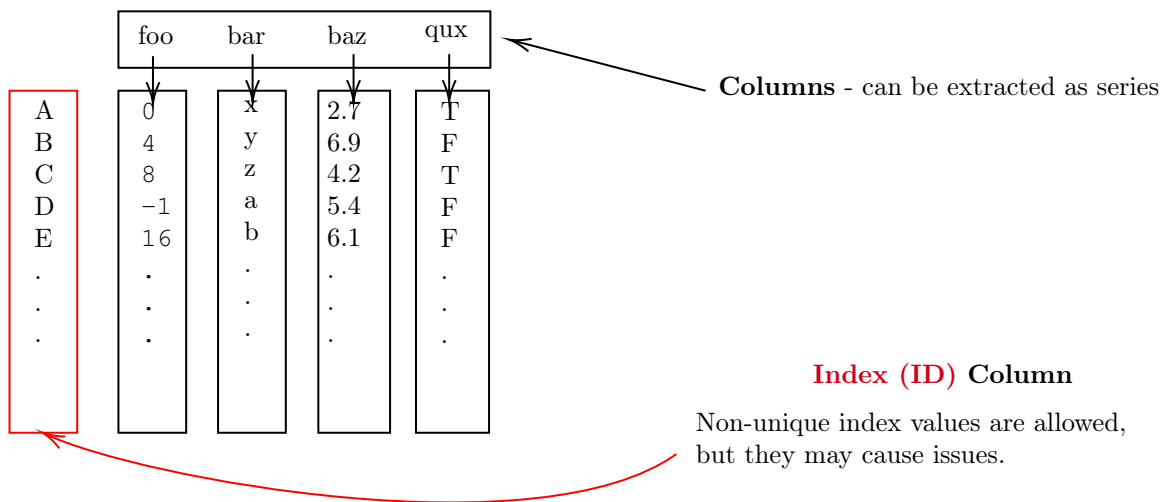 foo bar baz qux
Columns - can be extracted as series
A 0 x 2.7 T
B 4 y 6.9 F
C 8 z 4.2 T
D -1 a 5.4 F
E 16 b 6.1 F
. . . . .
. . . . .
. . . . .
Index (ID) Column
Non-unique index values are allowed,
but they may cause issues.